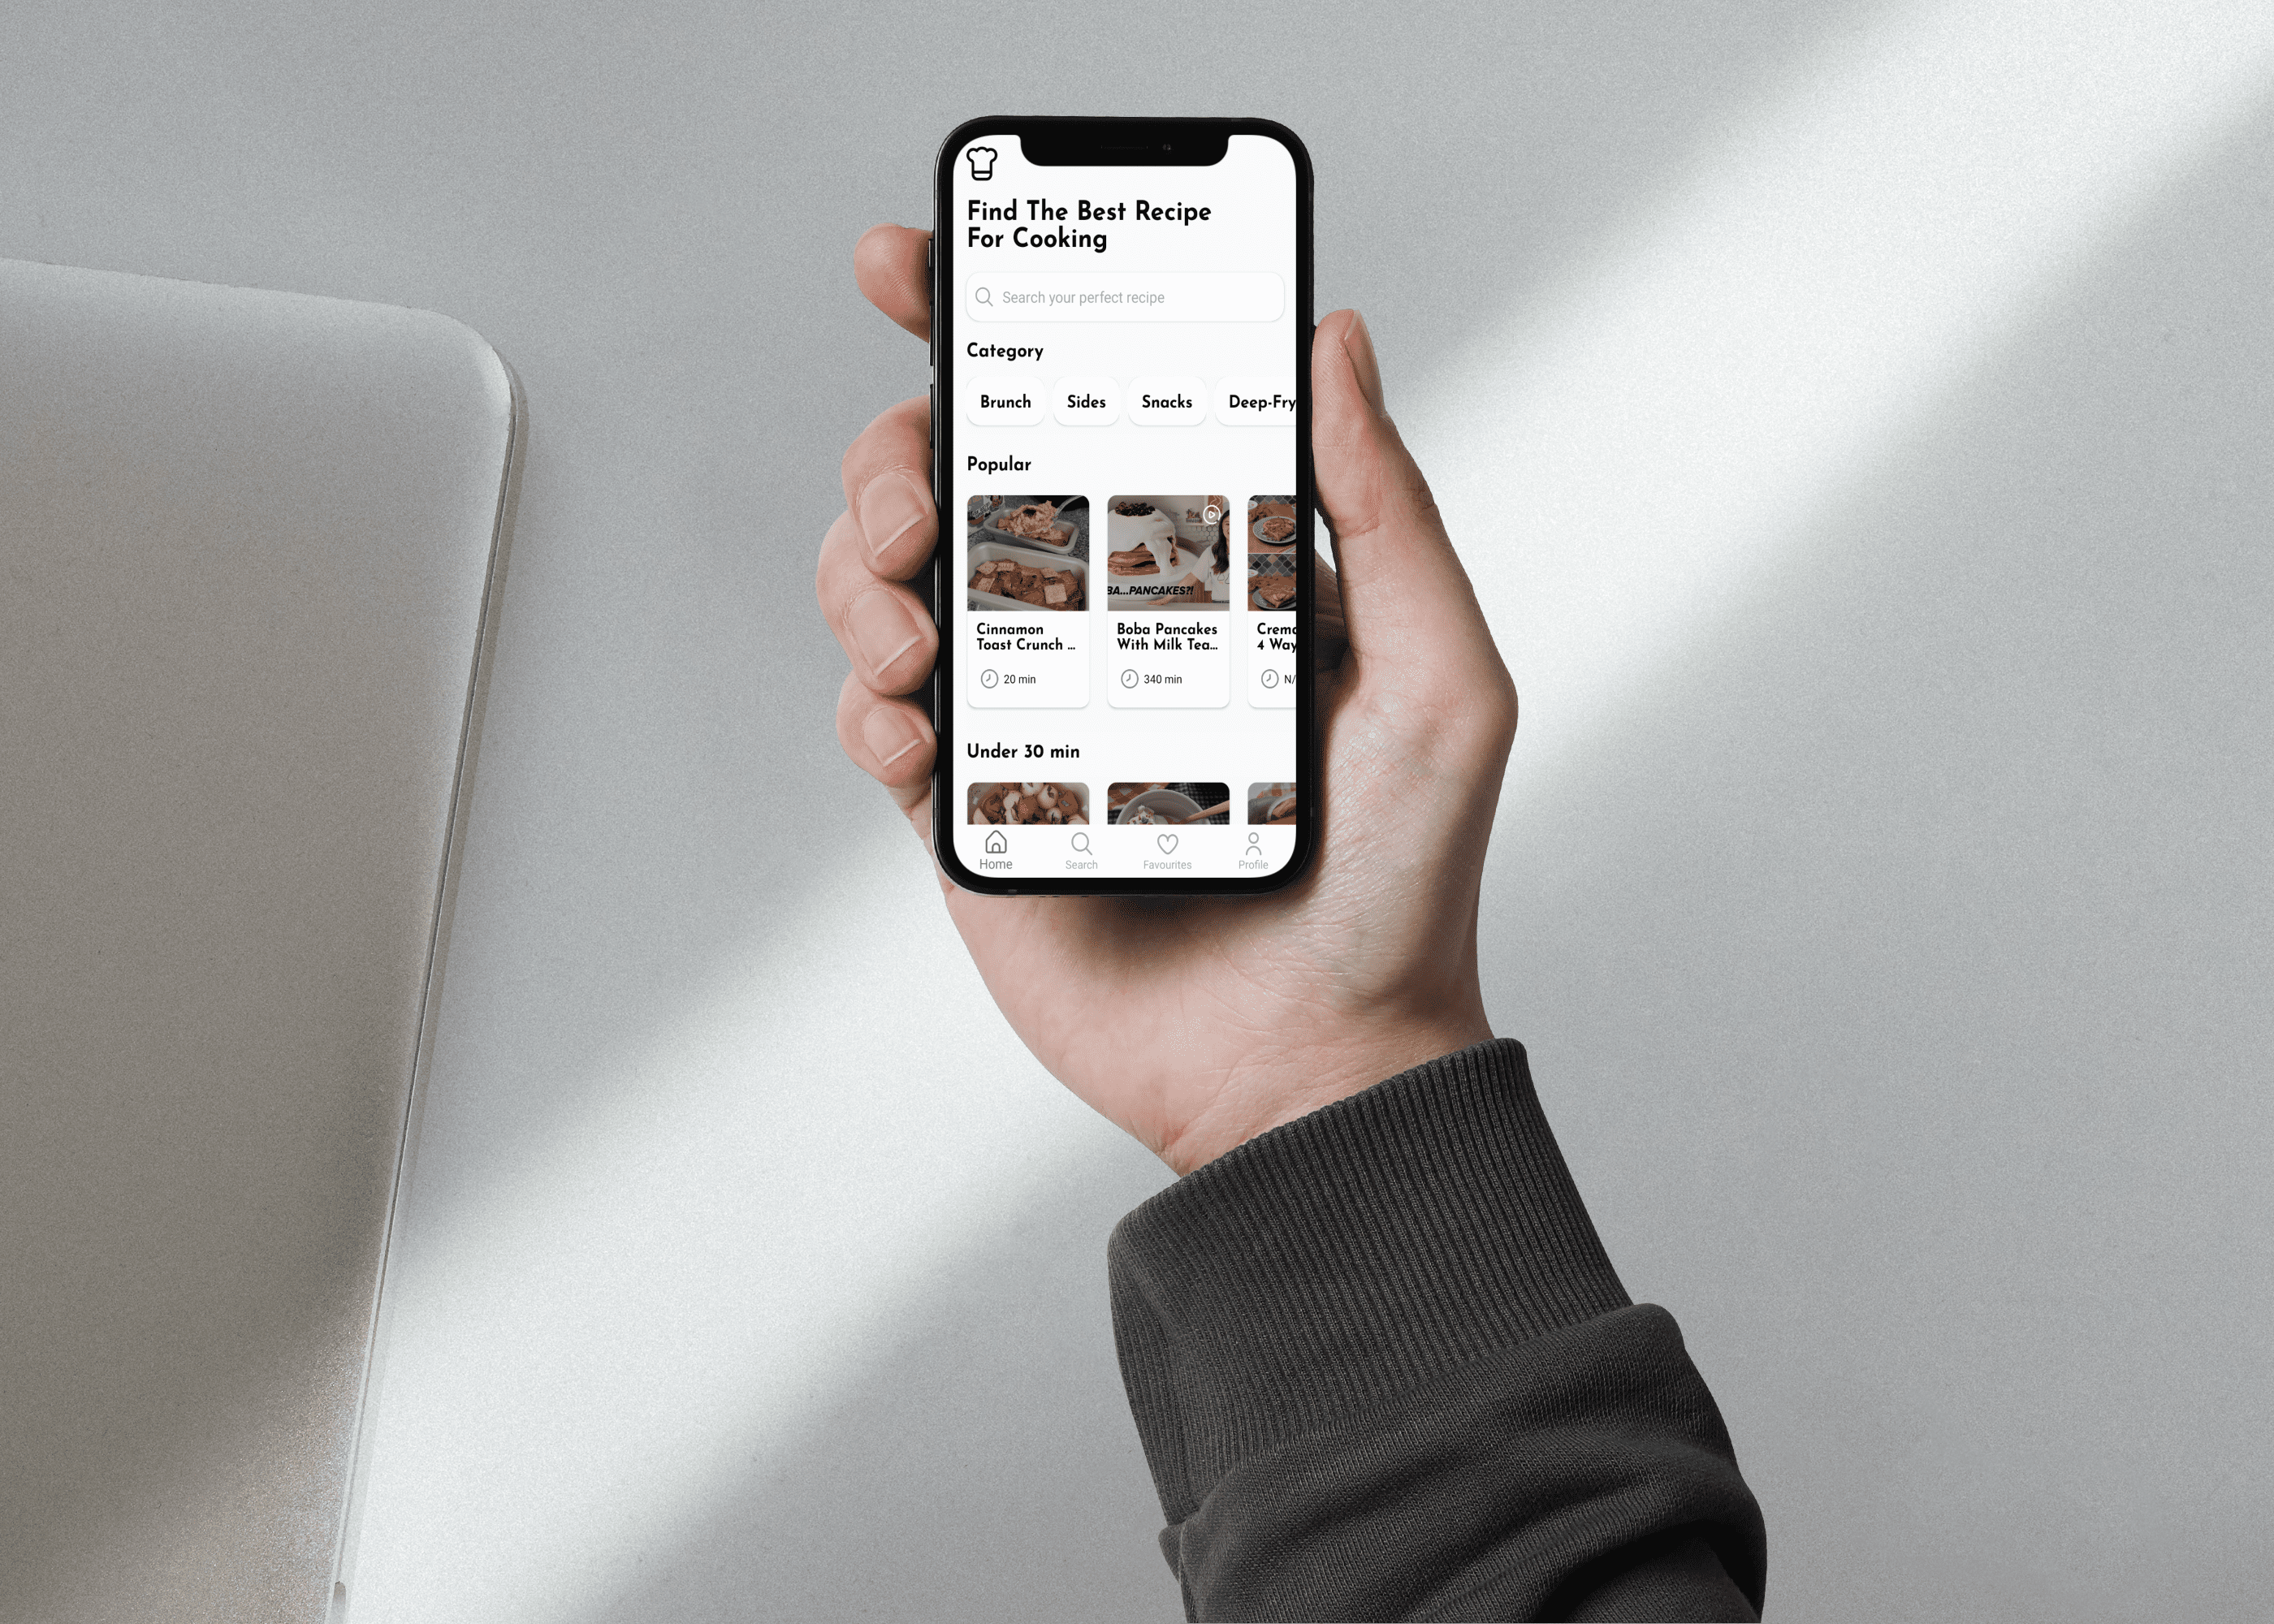 Find The Best Recipe
For Cooking
Search your perfect recipe
Category
Brunch Sides Snacks Deep-Fry
Popular
BA...PANCAKES?!
Cinnamon
Toast Crunch ...
Boba Pancakes
With Milk Tea...
4 Way
20 min
340 min
N/
Under 30 min
Home Search Favourites Profile